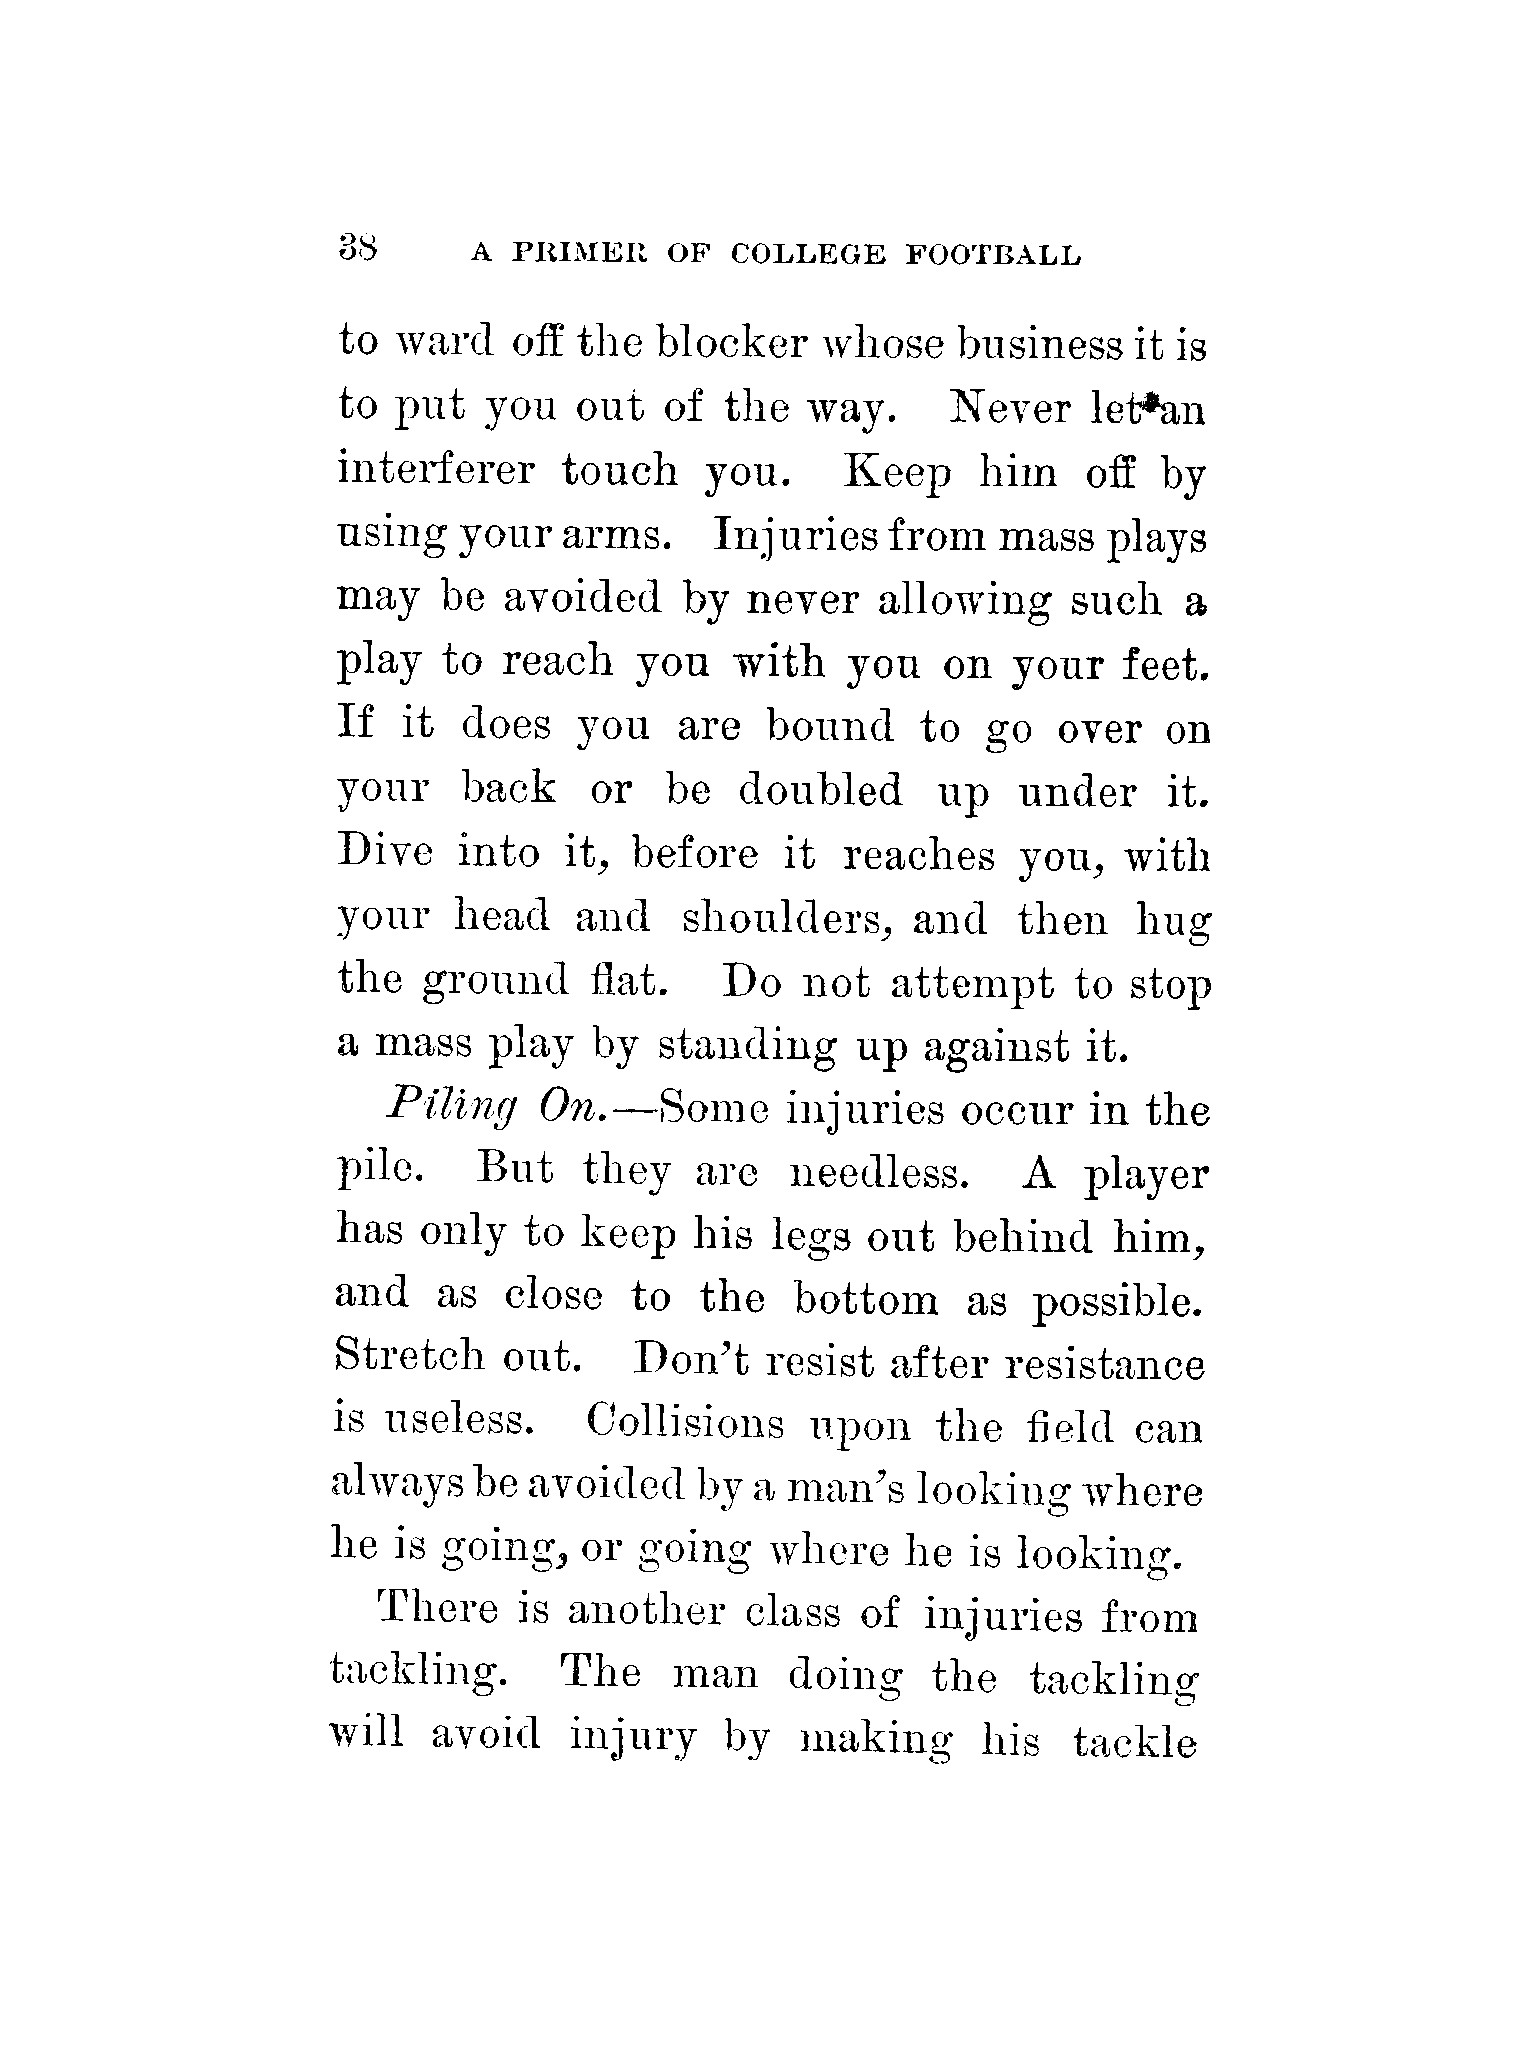 38 A PRIMER OF COLLEGE FOOTBALL
to ward off the blocker whose business it is
to put you out of the way. Never let an
interferer touch you. Keep him off by
using your arms. Injuries from mass plays
may be avoided by never allowing such a
play to reach you with you on your feet.
If it does you are bound to go over on
your back or be doubled up under it.
Dive into it, before it reaches you, with
your head and shoulders, and then hug
the ground flat. Do not attempt to stop
a mass play by standing up against it.
Piling On.—Some injuries occur in the
pile. But they are needless. A player
has only to keep his legs out behind him,
and as close to the bottom as possible.
Stretch out. Don't resist after resistance
is useless. Collisions upon the field can
always be avoided by a man's looking where
he is going, or going where he is looking.
There is another class of injuries from
tackling. The man doing the tackling
will avoid injury by making his tackle